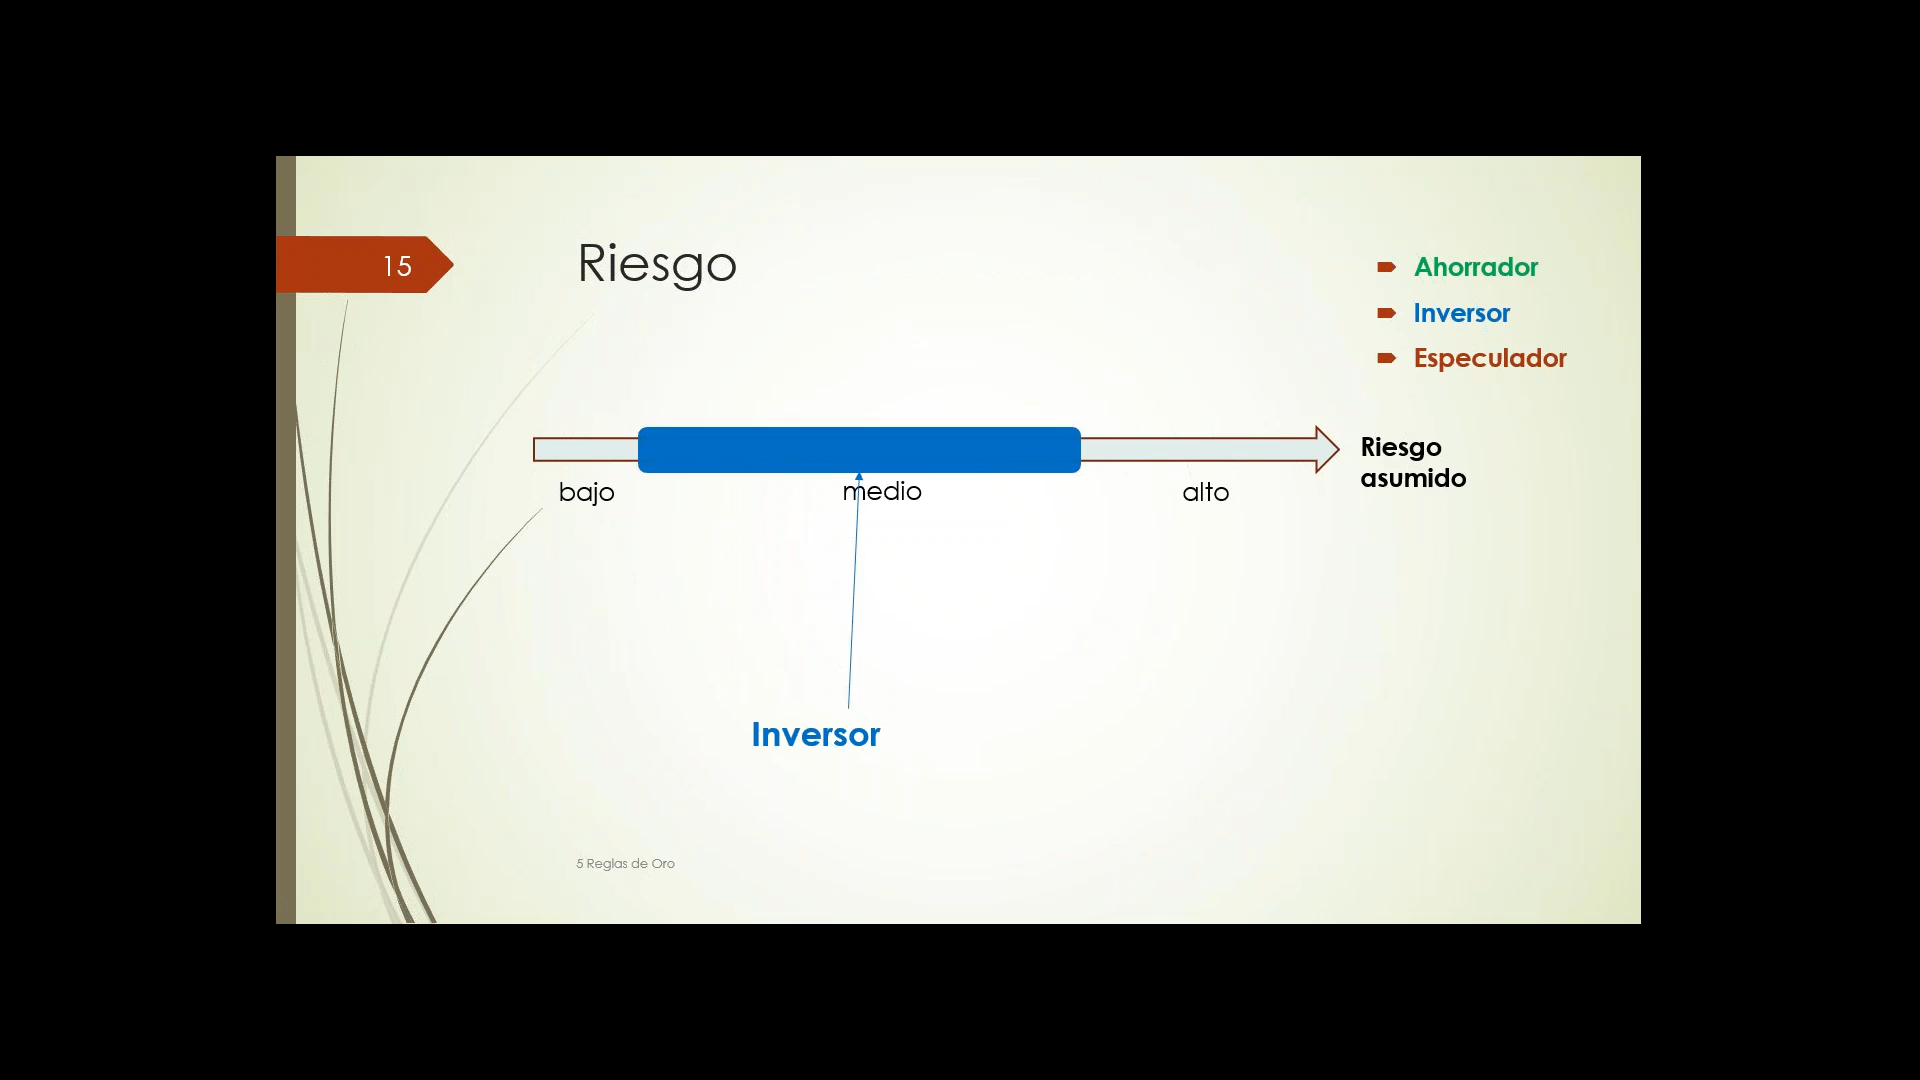 15
Riesgo
Ahorrador
Inversor
Especulador
Riesgo
asumido
bajo
medio
alto
Inversor
5 Reglas de Oro